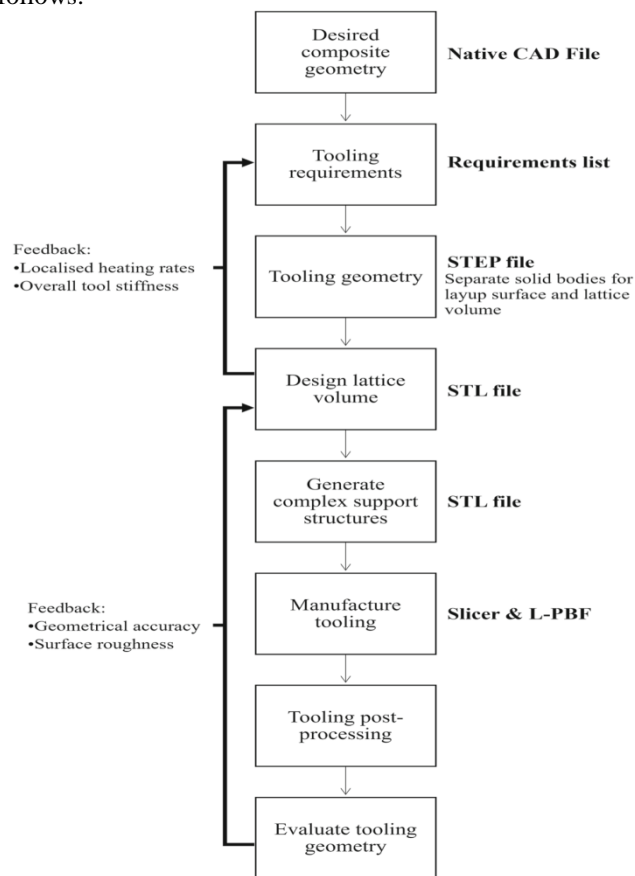 follows:
Desired
composite
geometry
Native CAD File
Tooling
requirements
Requirements list
Feedback:
•Localised heating rates
•Overall tool stiffness
Tooling geometry
STEP file
Separate solid bodies for
layup surface and lattice
volume
Design lattice
volume
STL file
Generate
complex support
structures
STL file
Feedback:
•Geometrical accuracy
•Surface roughness
Manufacture
tooling
Slicer & L-PBF
Tooling post-
processing
Evaluate tooling
geometry